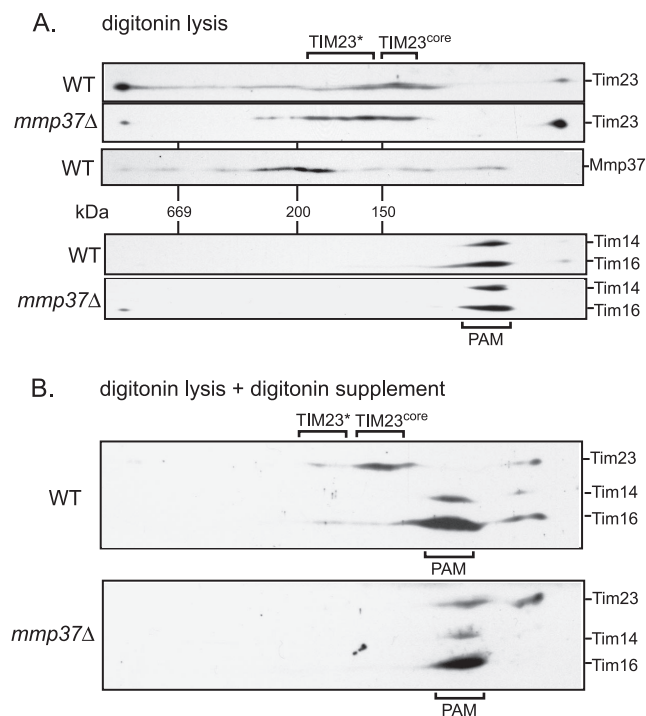 A. digitonin lysis
TIM23* TIM23core
WT Tim23
mmp37Δ Tim23
WT Mmp37
kDa 669 200 150
WT Tim14
Tim16
mmp37Δ Tim14
Tim16
PAM
B. digitonin lysis + digitonin supplement
TIM23* TIM23core
WT Tim23
Tim14
Tim16
PAM
mmp37Δ Tim23
Tim14
Tim16
PAM